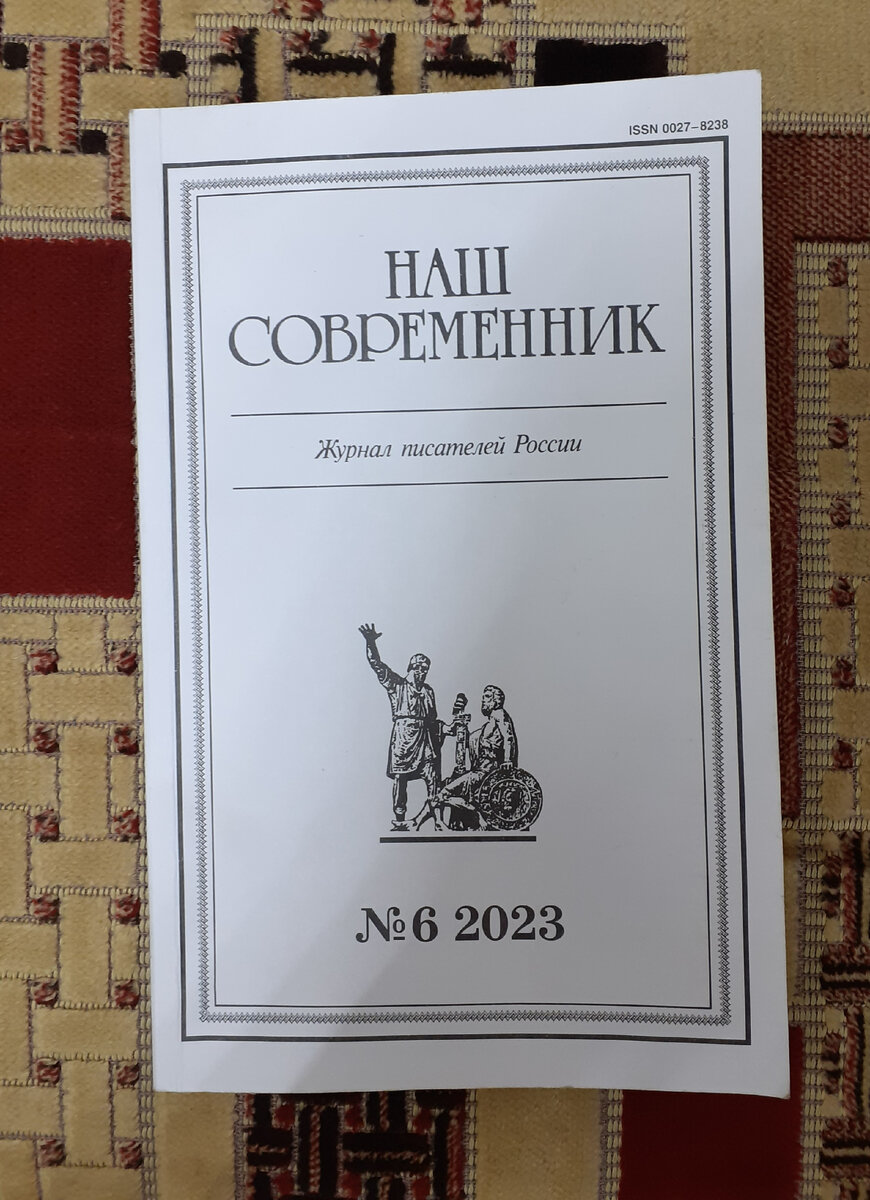 ISSN 0027–8238
НАШ
СОВРЕМЕННИК
Журнал писателей России
№6 2023